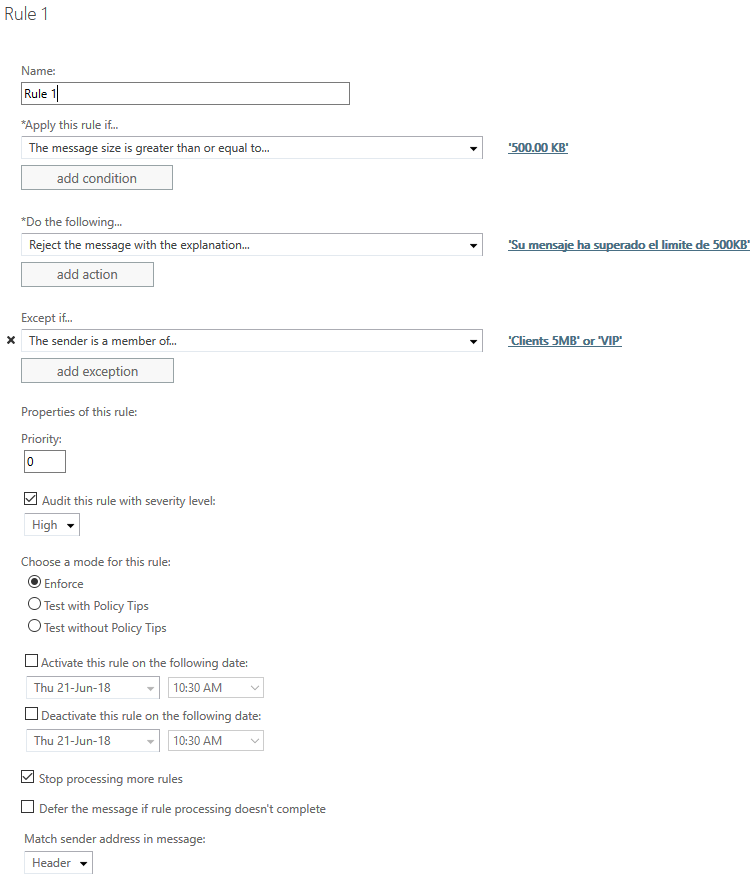 Rule 1
Name:
Rule 1
*Apply this rule if...
The message size is greater than or equal to... '500.00 KB'
add condition
*Do the following...
Reject the message with the explanation... 'Su mensaje ha superado el limite de 500KB'
add action
Except if...
The sender is a member of... 'Clients 5MB' or 'VIP'
add exception
Properties of this rule:
Priority:
0
Audit this rule with severity level:
High
Choose a mode for this rule:
Enforce
Test with Policy Tips
Test without Policy Tips
Activate this rule on the following date:
Thu 21-Jun-18 10:30 AM
Deactivate this rule on the following date:
Thu 21-Jun-18 10:30 AM
Stop processing more rules
Defer the message if rule processing doesn't complete
Match sender address in message:
Header